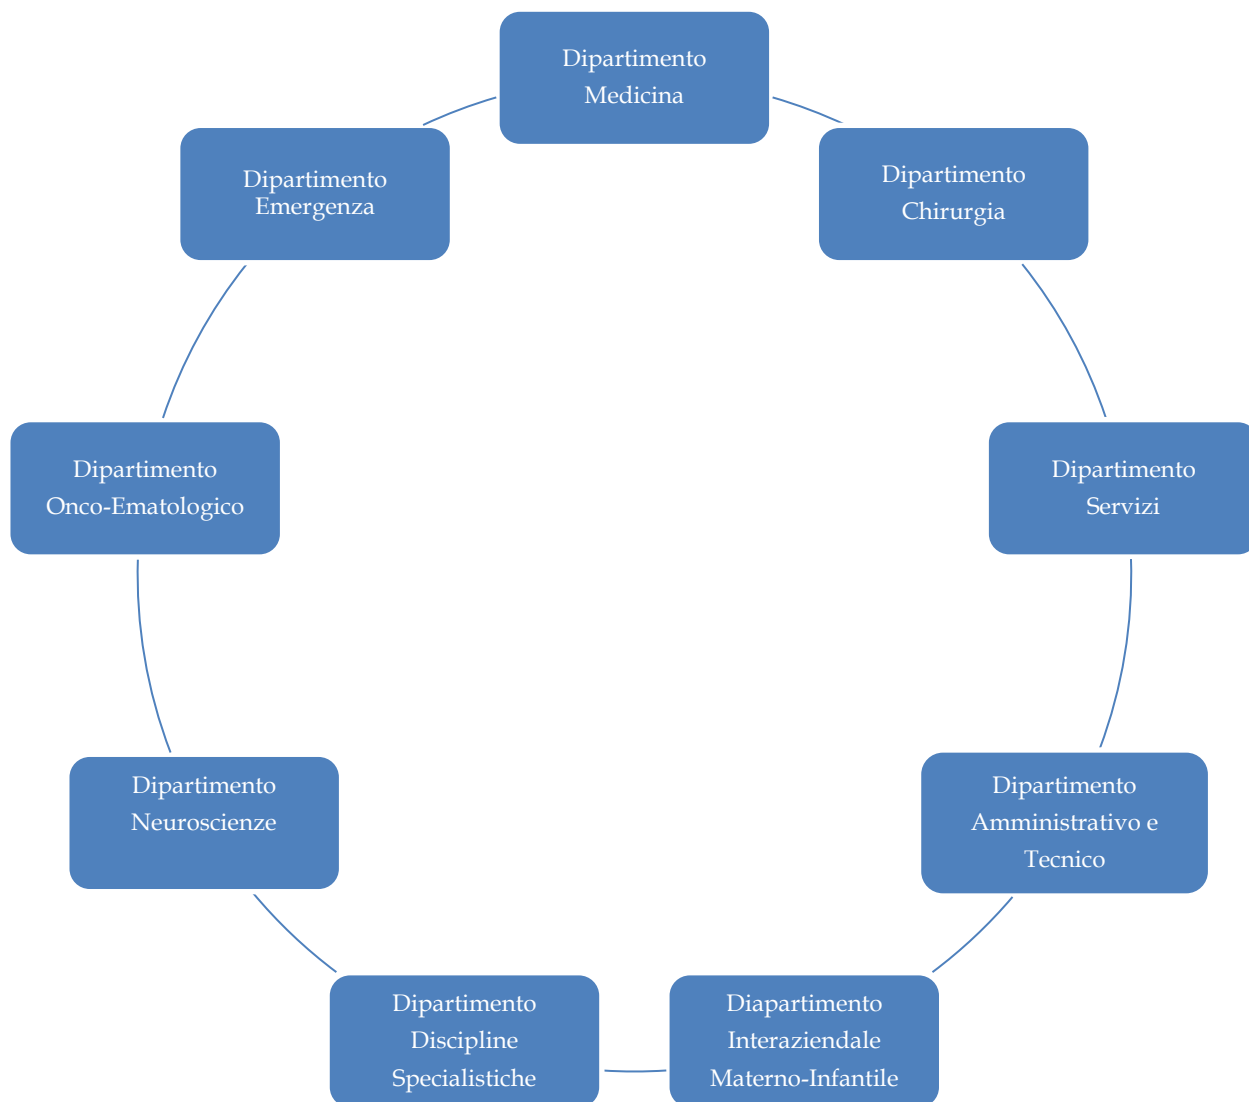 Dipartimento
Medicina
Dipartimento
Chirurgia
Dipartimento
Emergenza
Dipartimento
Servizi
Dipartimento
Onco-Ematologico
Dipartimento
Amministrativo e
Tecnico
Dipartimento
Neuroscienze
Diapartimento
Interaziendale
Materno-Infantile
Dipartimento
Discipline
Specialistiche